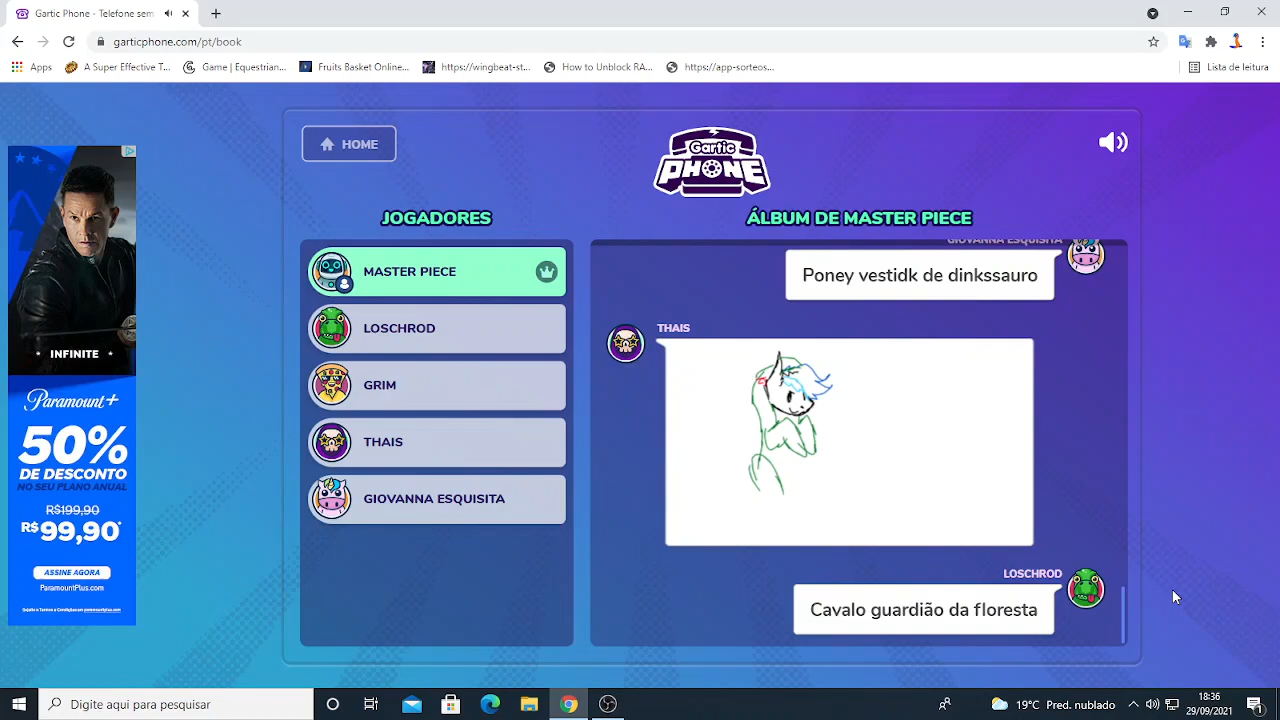 Gartic Phone - Telefone sem
garticphone.com/pt/book
Apps
A Super Effective T...
Game | Equestrian...
Fruits Basket Online...
https://wingbeat-st...
How to Unblock RA...
https://app-sorteos...
Lista de leitura
HOME
Gartic
PHONE
JOGADORES
MASTER PIECE
LOSCHROD
GRIM
THAIS
GIOVANNA ESQUISITA
ÁLBUM DE MASTER PIECE
GIOVANNA ESQUISITA
Poney vestidk de dinkssauro
THAIS
LOSCHROD
Cavalo guardião da floresta
INFINITE
Paramount+
50%
DE DESCONTO
NO SEU PLANO ANUAL
R$199,90
R$99,90*
ASSINE AGORA
ParamountPlus.com
Digite aqui para pesquisar
19°C Pred. nublado
18:36
29/09/2021